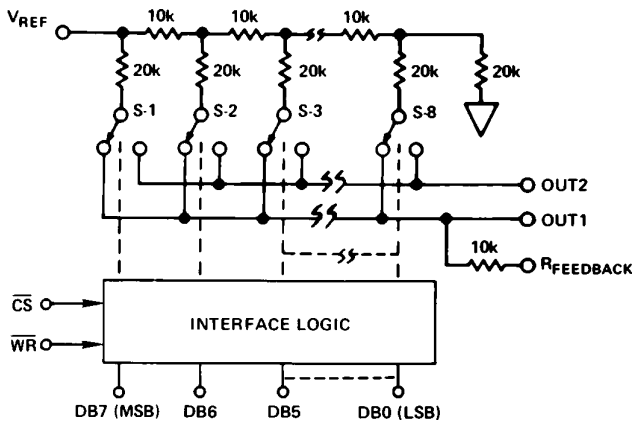 VREF
10k
10k
10k
20k
20k
20k
20k
20k
S-1
S-2
S-3
S-8
OUT2
OUT1
10k
RFEEDBACK
CS
WR
INTERFACE LOGIC
DB7 (MSB)
DB6
DB5
DB0 (LSB)